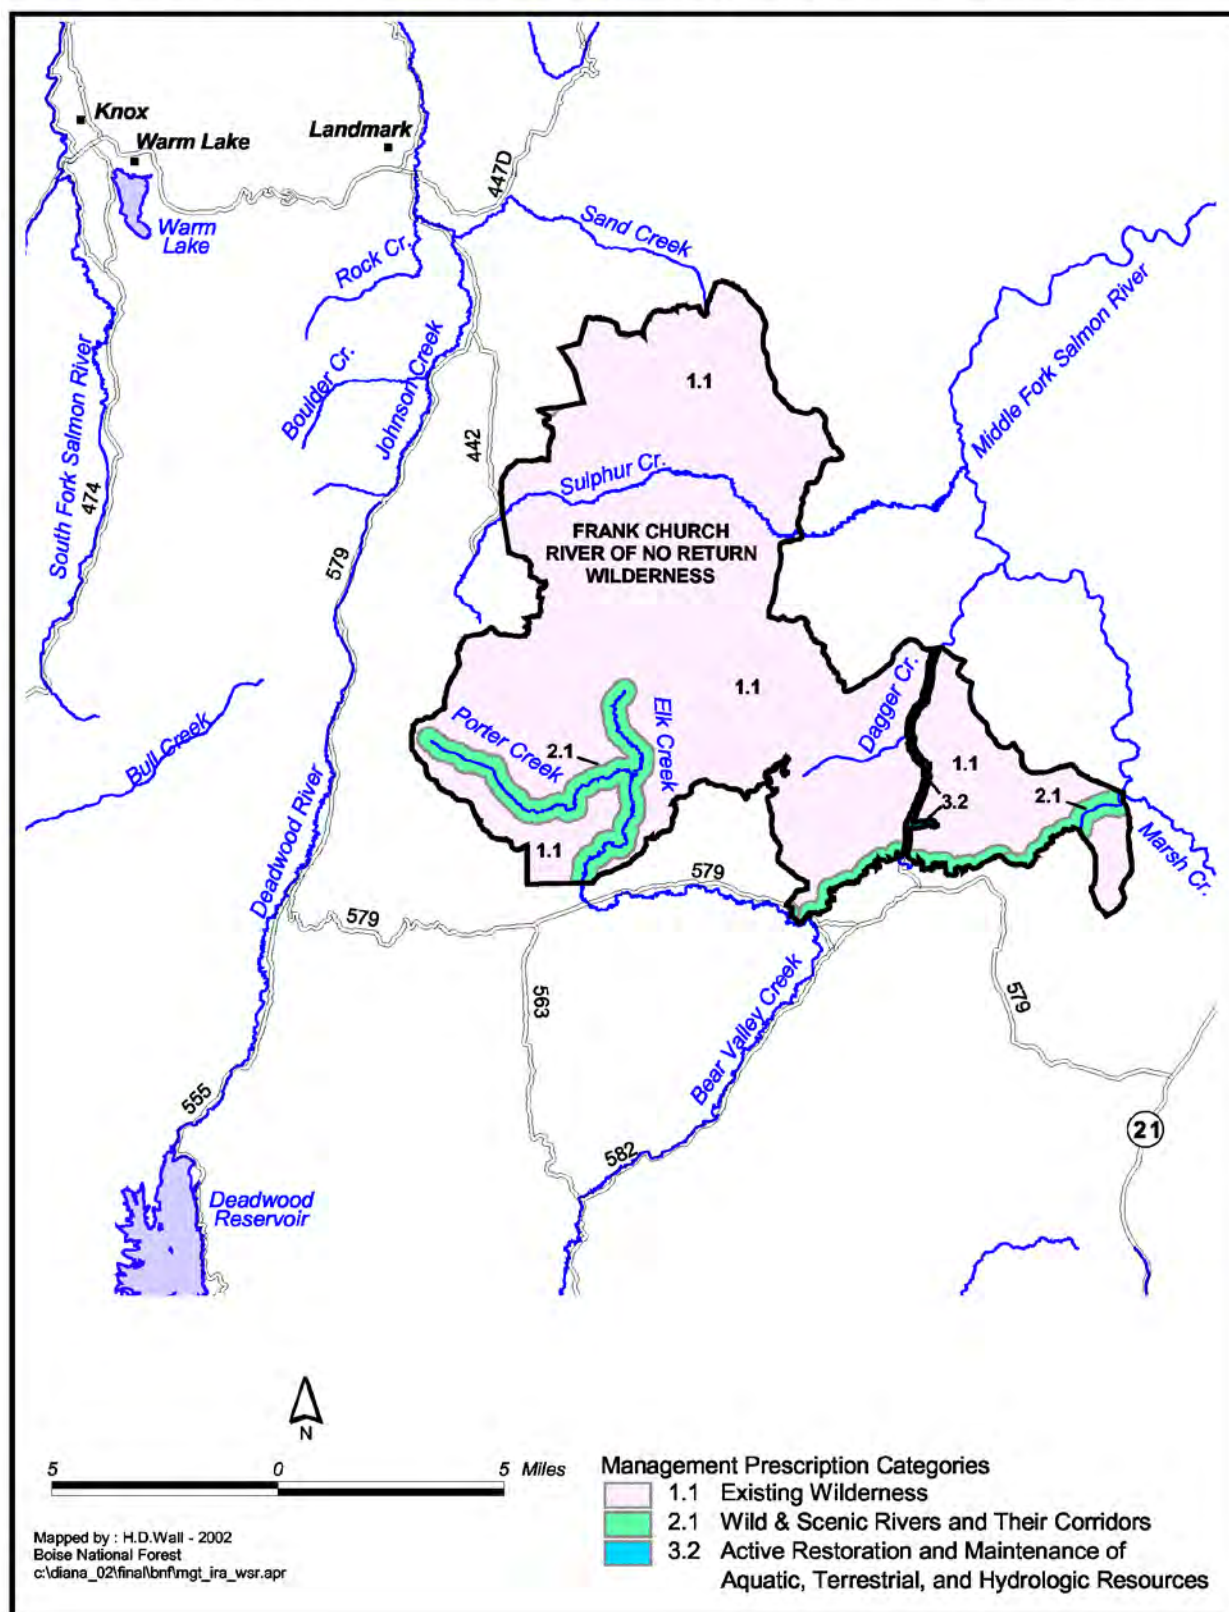 Knox
Warm Lake
Landmark
447D
Warm
Lake
Sand Creek
Rock Cr.
Middle Fork Salmon River
Boulder Cr.
Johnson Creek
1.1
South Fork Salmon River
474
442
Sulphur Cr.
FRANK CHURCH
RIVER OF NO RETURN
WILDERNESS
579
1.1
Dagger Cr.
Elk Creek
Porter Creek
2.1
Bull Creek
1.1
3.2
2.1
Marsh Cr.
Deadwood River
1.1
579
579
563
Bear Valley Creek
579
555
582
21
Deadwood
Reservoir
N
5 0 5 Miles
Mapped by : H.D.Wall - 2002
Boise National Forest
c:\diana_02\final\bnf\mgt_ira_wsr.apr
Management Prescription Categories
1.1 Existing Wilderness
2.1 Wild & Scenic Rivers and Their Corridors
3.2 Active Restoration and Maintenance of
Aquatic, Terrestrial, and Hydrologic Resources